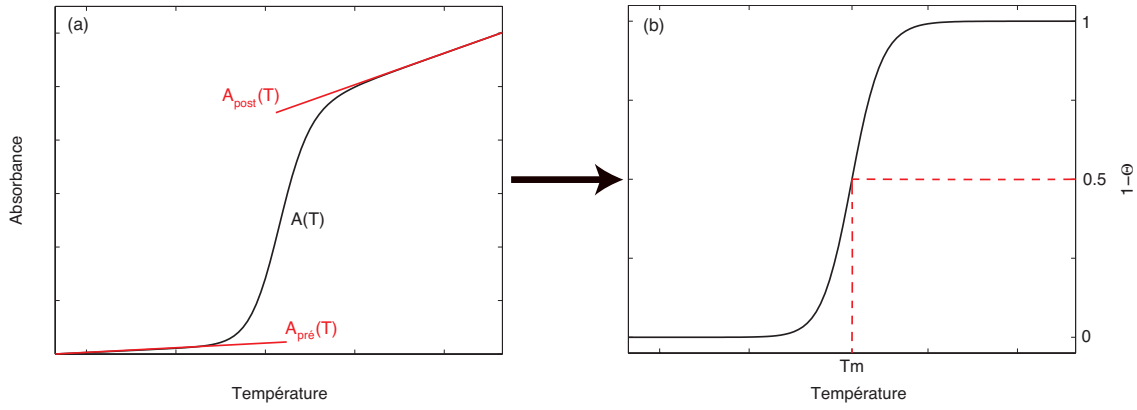 (a)
A_post(T)
A(T)
A_pré(T)
Absorbance
Température
(b)
1
0.5
0
1−Θ
Tm
Température